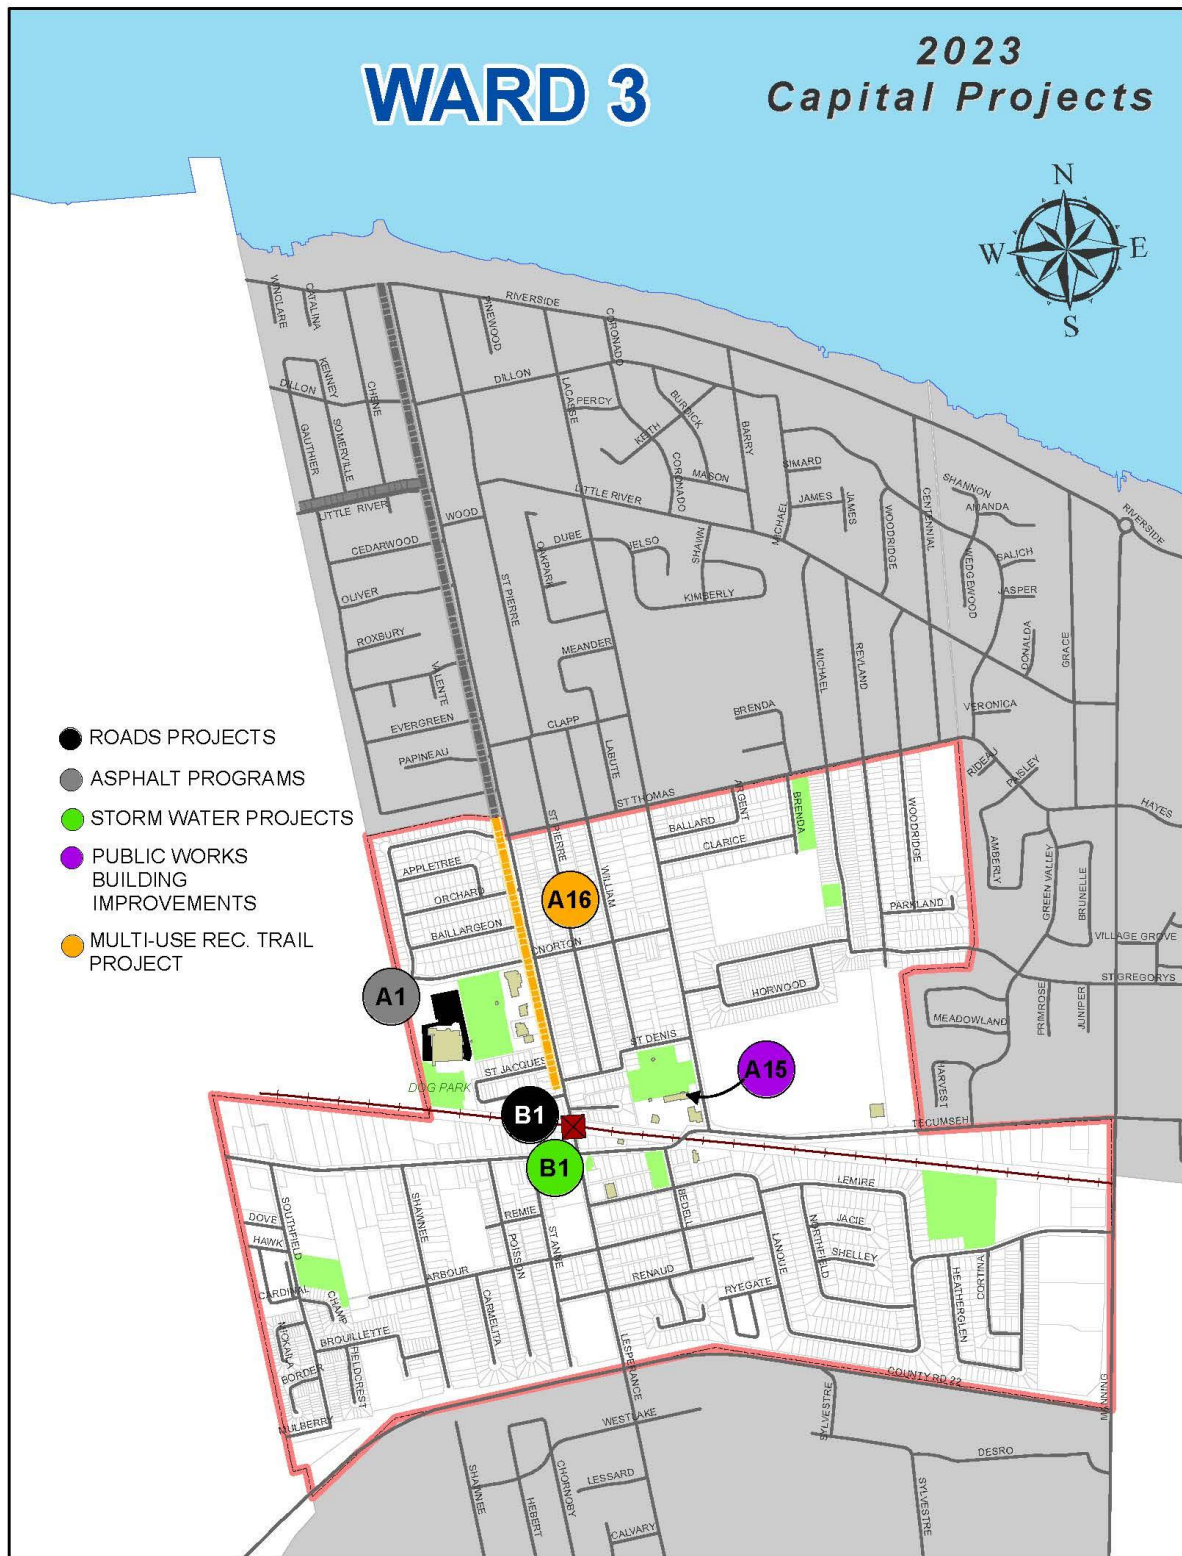 WARD 3
2023
Capital Projects
N
W
E
S
ROADS PROJECTS
ASPHALT PROGRAMS
STORM WATER PROJECTS
PUBLIC WORKS
BUILDING
IMPROVEMENTS
MULTI-USE REC. TRAIL
PROJECT
WINCLARE
CATALINA
PINEWOOD
RIVERSIDE
CORONADO
DILLON
KENNEY
CHENE
DILLON
LACASSE
PERCY
BURDICK
KEITH
BARRY
GAUTHIER
SOMERVILLE
CORONADO
MASON
SIMARD
LITTLE RIVER
LITTLE RIVER
JAMES
JAMES
MICHAEL
WOODRIDGE
CENTENNIAL
SHANNON
AMANDA
RIVERSIDE
WOOD
CEDARWOOD
DUBE
OAKPARK
JELSO
SHAWN
KIMBERLY
WEDGEWOOD
SALICH
JASPER
OLIVER
ST PIERRE
ROXBURY
MEANDER
MICHAEL
REVLAND
DONALDA
GRACE
VALENTE
EVERGREEN
CLAPP
BRENDA
VERONICA
PAPINEAU
LABUTE
RIDEAU
PAISLEY
ST THOMAS
ARGENT
BRENDA
HAYES
ST PIERRE
WILLIAM
BALLARD
CLARICE
WOODRIDGE
AMBERLY
GREEN VALLEY
BRUNELLE
APPLETREE
ORCHARD
A16
BAILLARGEON
PARKLAND
CNORTON
VILLAGE GROVE
ST GREGORYS
A1
HORWOOD
MEADOWLAND
PRIMROSE
JUNIPER
ST DENIS
ST JACQUES
A15
DOG PARK
HARVEST
B1
TECUMSEH
B1
SOUTHFIELD
SHAWNEE
LEMIRE
DOVE
HAWK
REMIE
POISSON
ST ANNE
BEDELL
LANOUE
NORTHFIELD
JACIE
SHELLEY
ARBOUR
RENAUD
RYEGATE
HEATHERGLEN
CORTINA
CARDINAL
CHAMP
CARMELITA
BROUILLETTE
MICKAILA
FIELDCREST
BORDER
LESPERANCE
COUNTY RD 22
MANNING
MULBERRY
WESTLAKE
SYLVESTRE
DESRO
SHAWNEE
HEBERT
CHORNOBY
LESSARD
CALVARY
SYLVESTRE